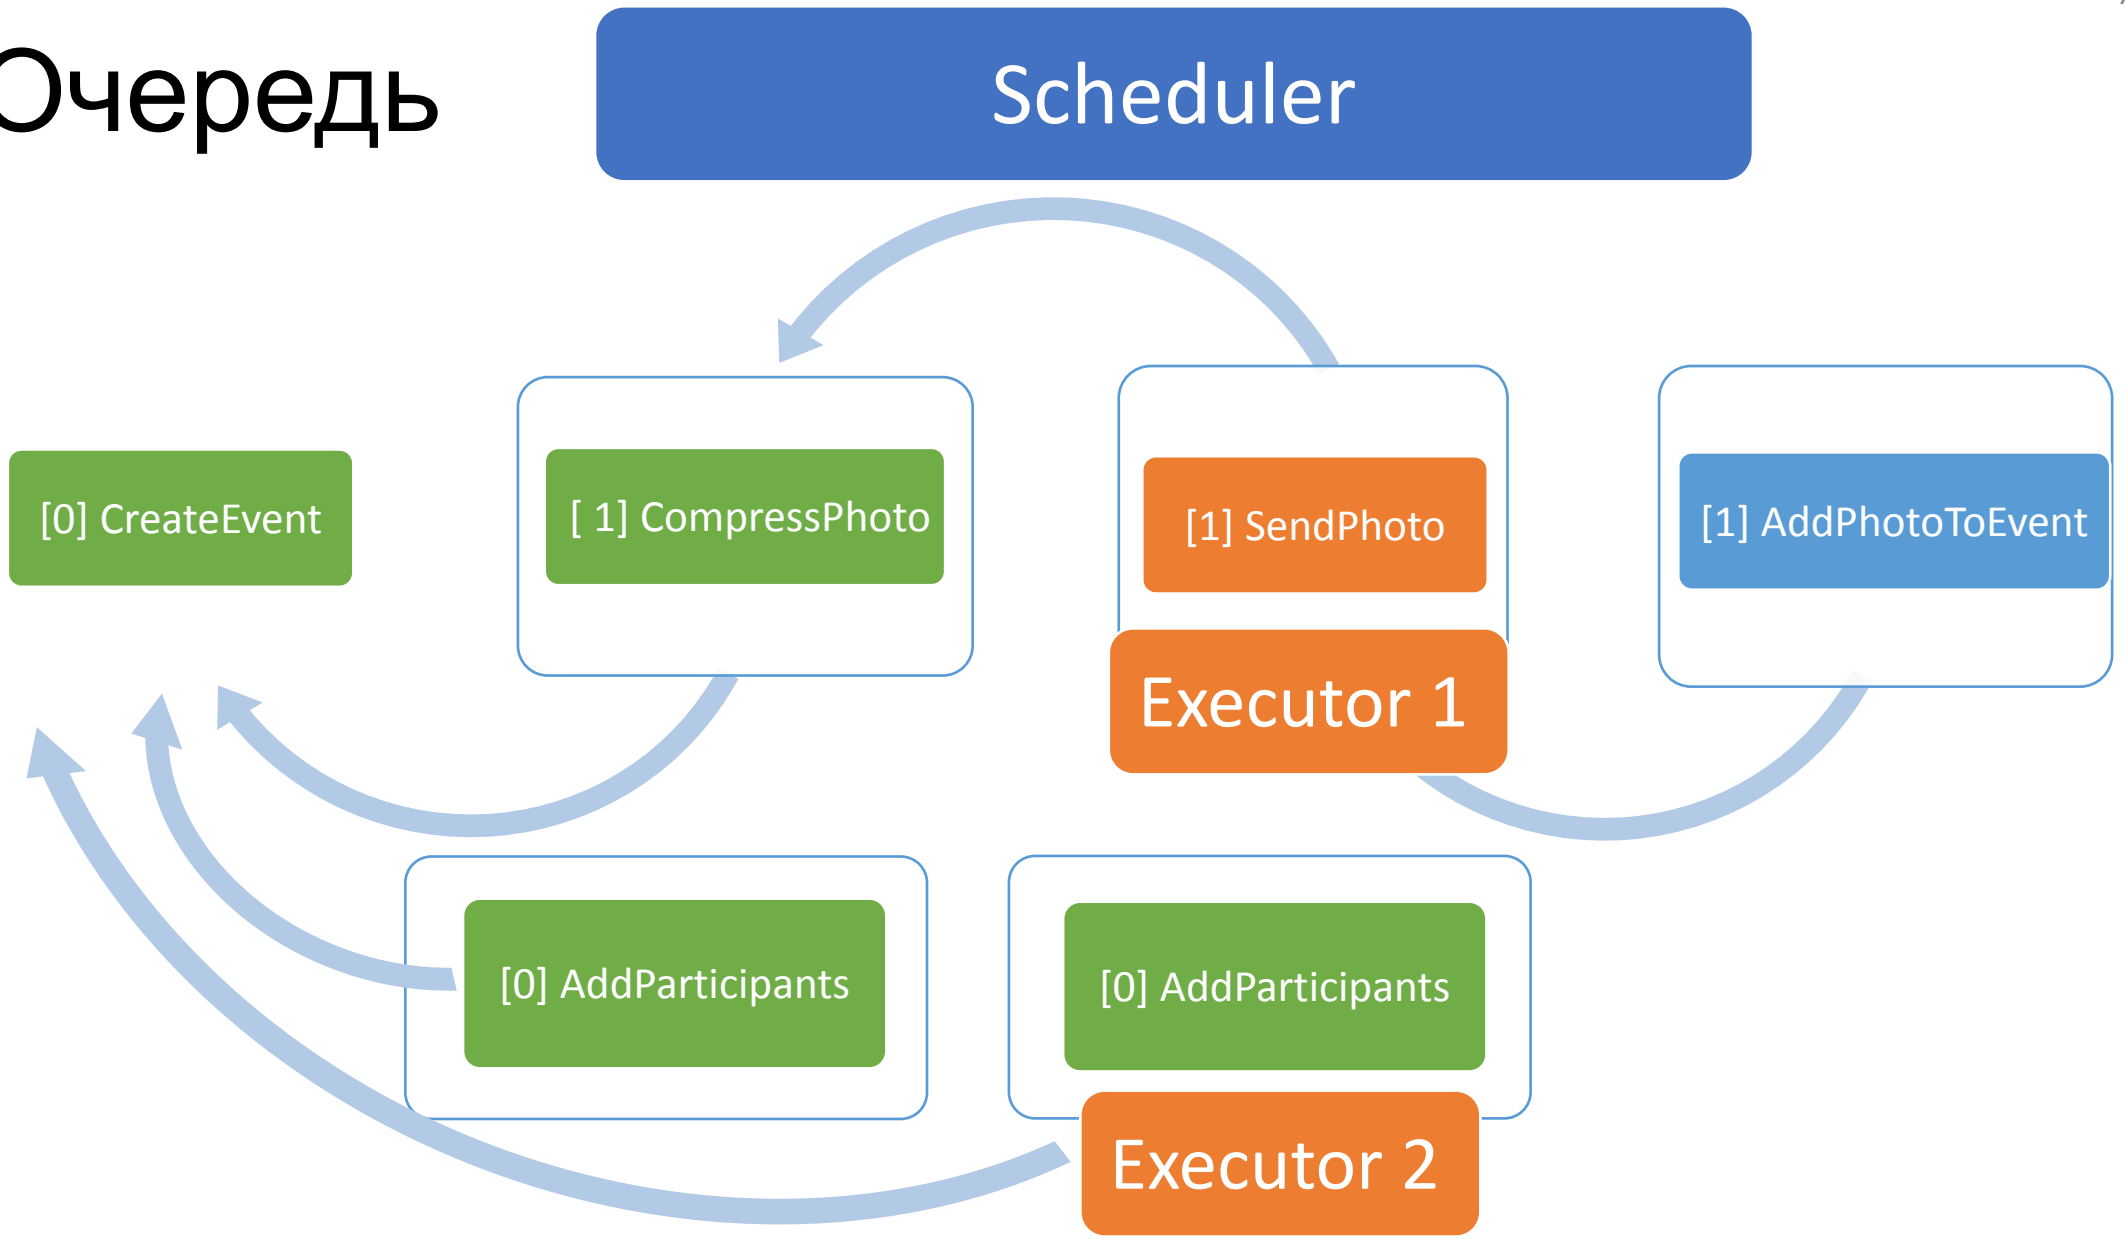 Очередь
Scheduler
[0] CreateEvent
[ 1] CompressPhoto
[1] SendPhoto
[1] AddPhotoToEvent
Executor 1
[0] AddParticipants
[0] AddParticipants
Executor 2